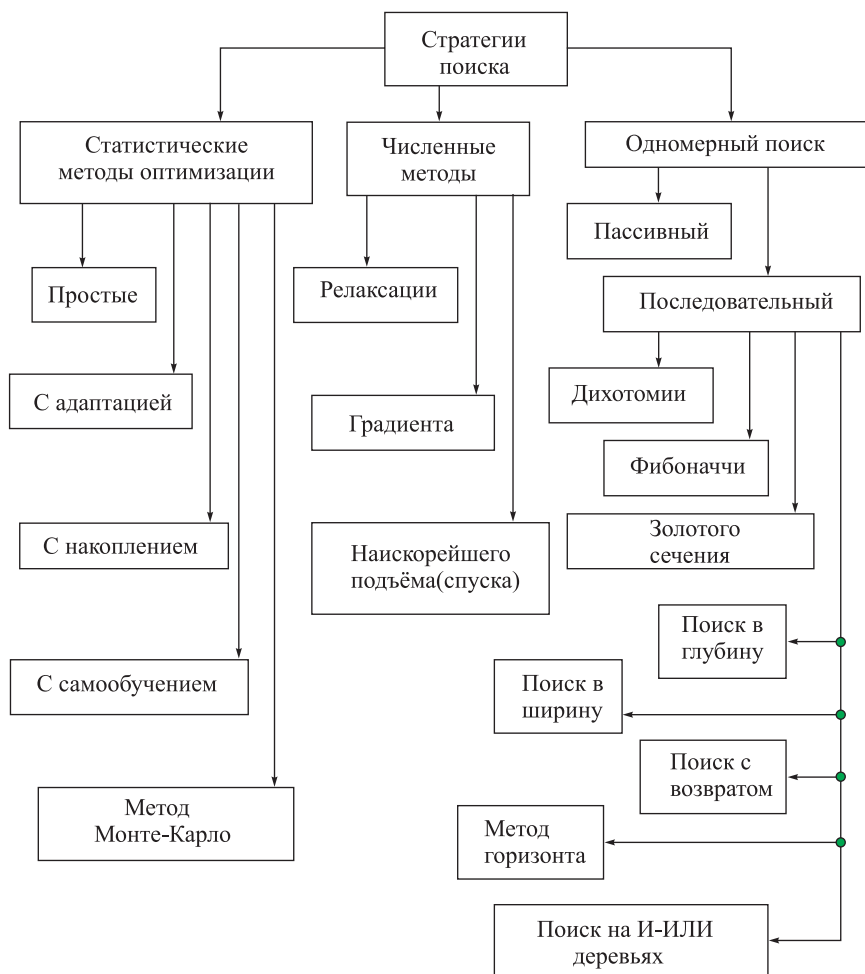 Стратегии
поиска
Статистические
методы оптимизации
Численные
методы
Одномерный поиск
Пассивный
Простые
Релаксации
Последовательный
С адаптацией
Градиента
Дихотомии
Фибоначчи
Золотого
сечения
С накоплением
Наискорейшего
подъёма(спуска)
Поиск в
глубину
С самообучением
Поиск в
ширину
Поиск с
возвратом
Метод
Монте-Карло
Метод
горизонта
Поиск на И-ИЛИ
деревьях